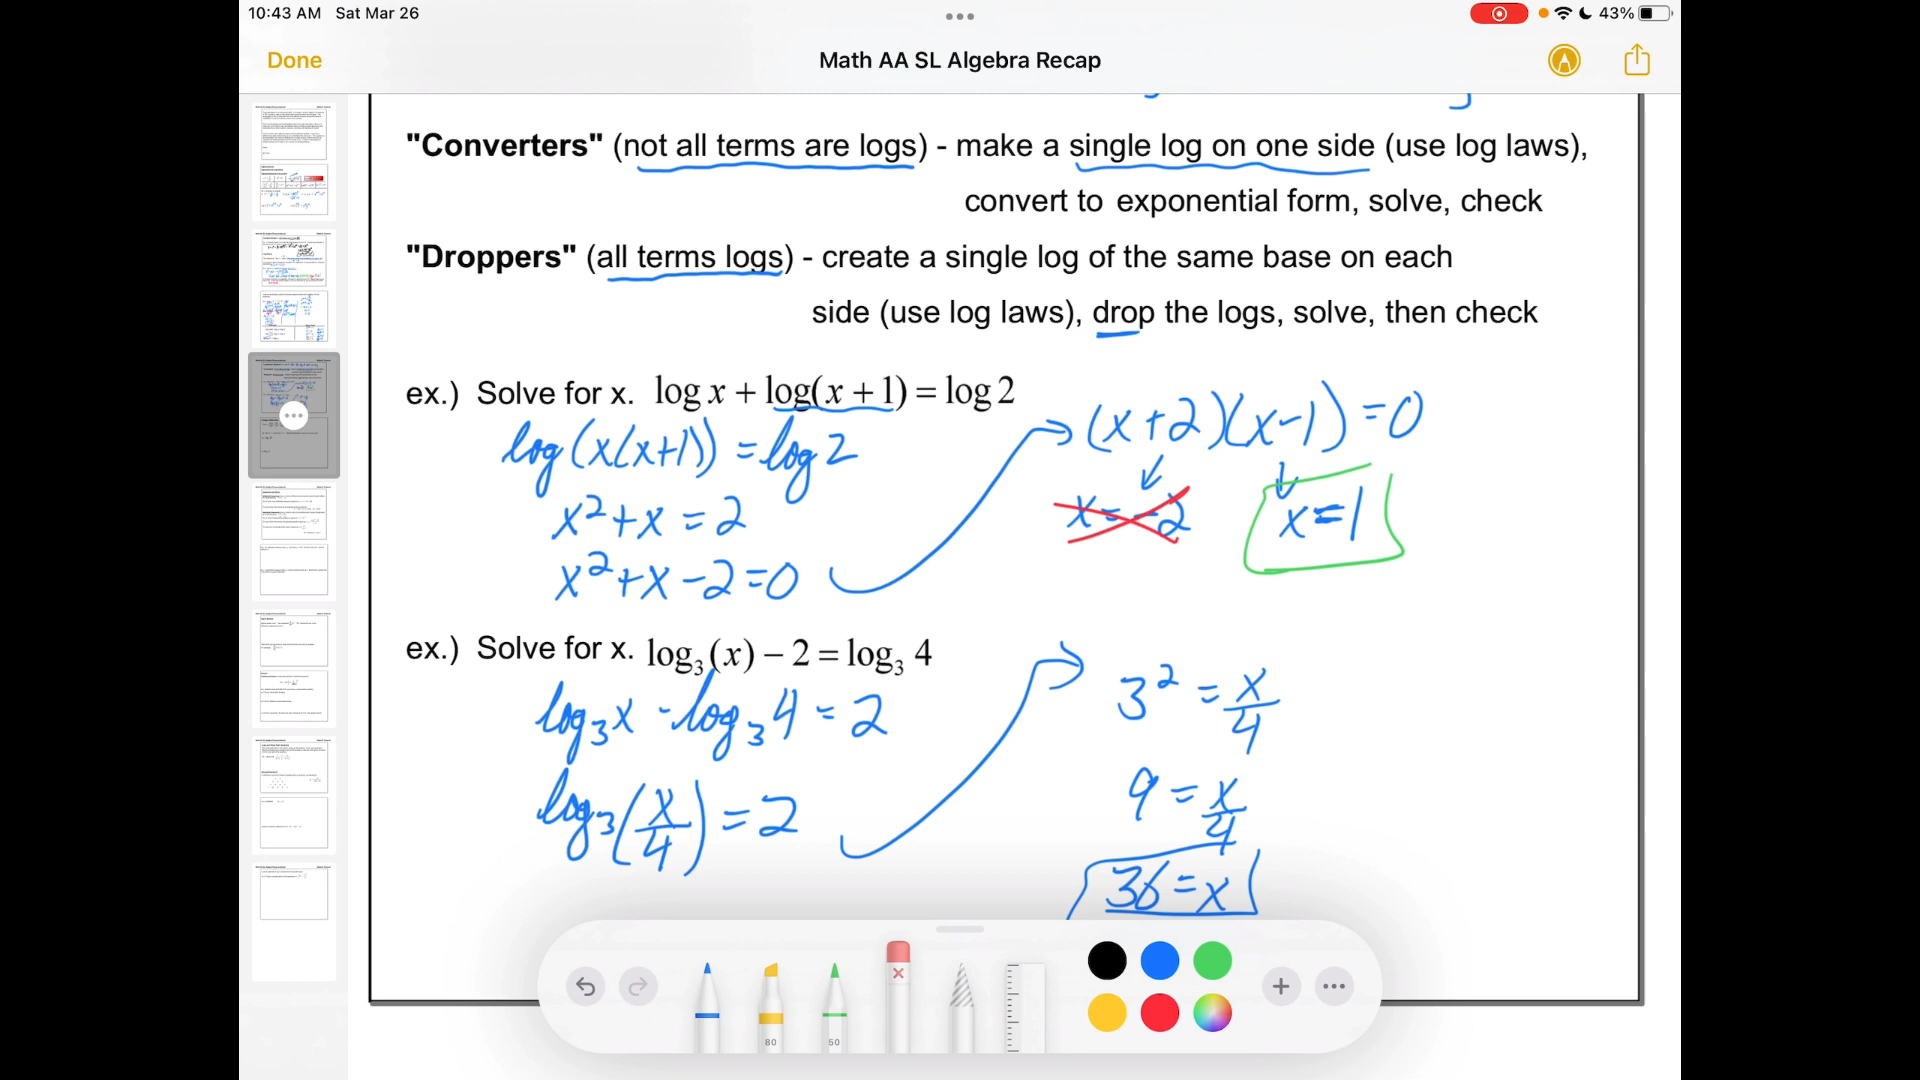 10:43 AM Sat Mar 26
43%
Done
Math AA SL Algebra Recap
"Converters" (not all terms are logs) - make a single log on one side (use log laws),
convert to exponential form, solve, check
"Droppers" (all terms logs) - create a single log of the same base on each
side (use log laws), drop the logs, solve, then check
ex.) Solve for x. log x + log(x + 1) = log 2
log (x(x+1)) = log 2
x² + x = 2
x² + x - 2 = 0
(x+2)(x-1) = 0
x = -2
x = 1
ex.) Solve for x. log₃(x) − 2 = log₃ 4
log₃x - log₃4 = 2
log₃(x/4) = 2
3² = x/4
9 = x/4
36 = x
80
50